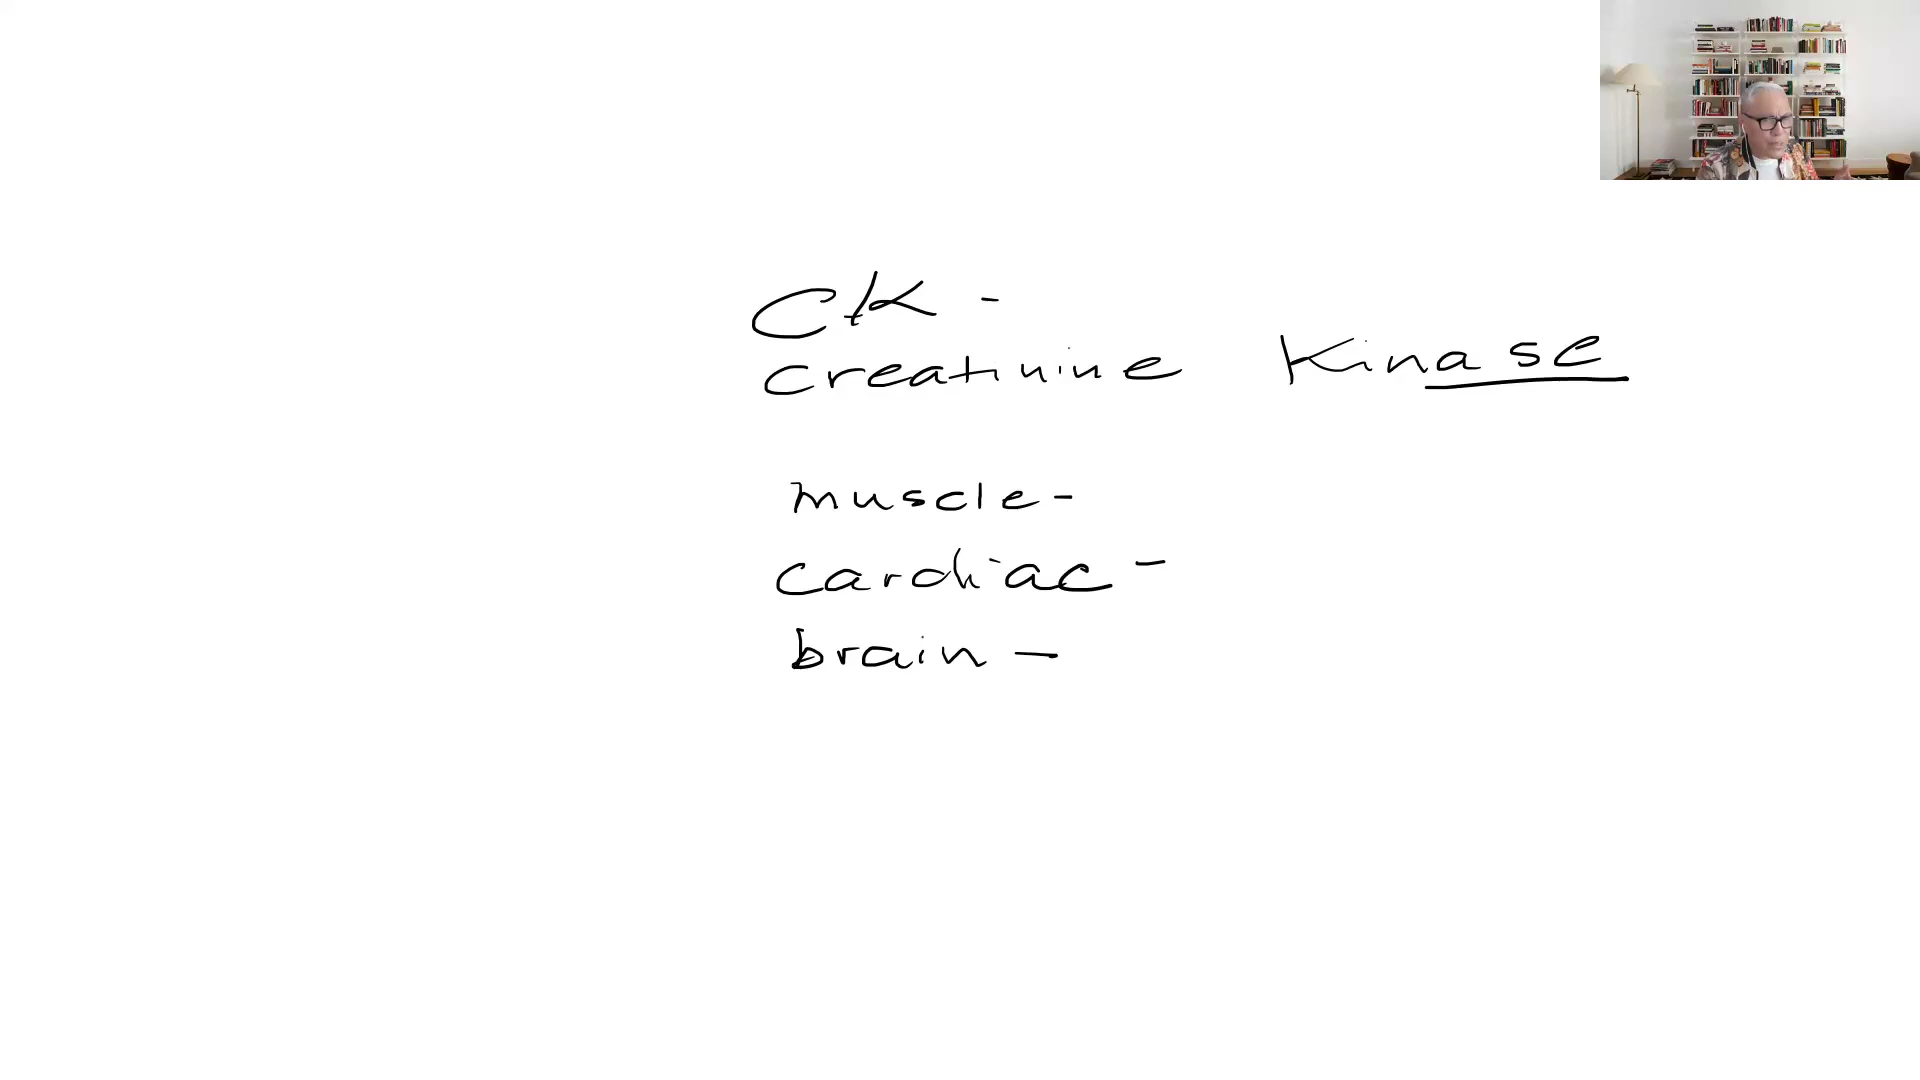 CK -
creatinine Kinase
muscle -
cardiac -
brain -